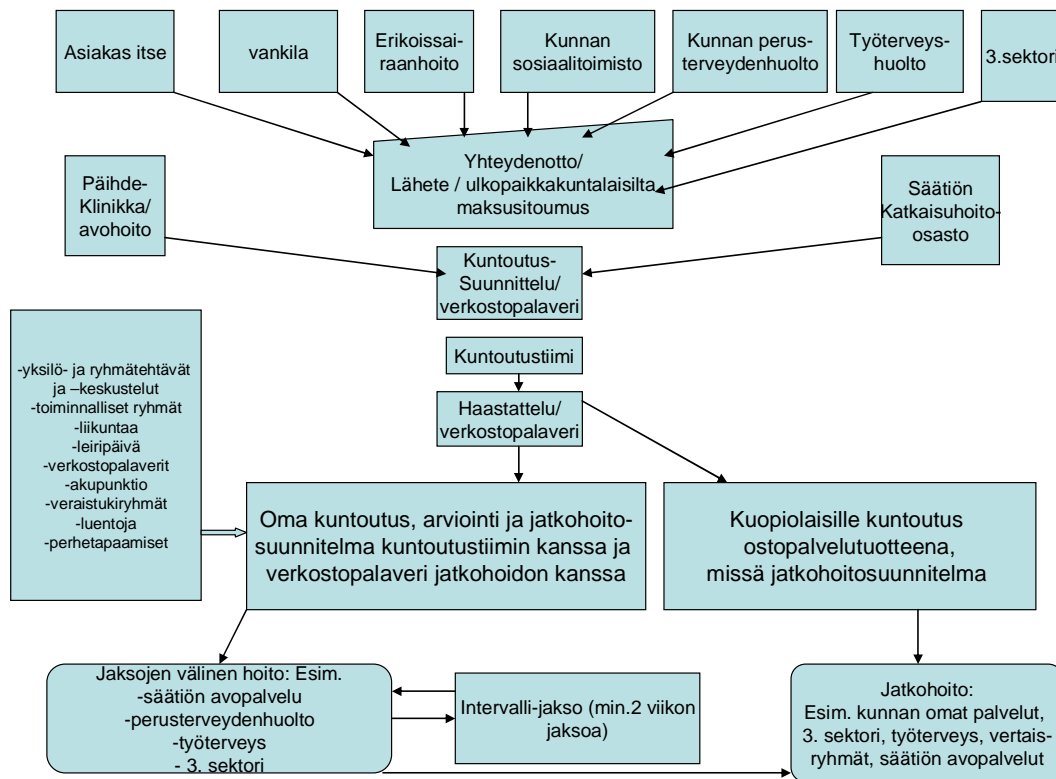 Asiakas itse
vankila
Erikoissai-
raanhoito
Kunnan
sosiaalitoimisto
Kunnan perus-
terveydenhuolto
Työterveys
huolto
3.sektori
Yhteydenotto/
Lähete / ulkopaikkakuntalaisilta
maksusitoumus
Päihde-
Klinikka/
avohoito
Säätiön
Katkaisuhoito-
osasto
Kuntoutus-
Suunnittelu/
verkostopalaveri
Kuntoutustiimi
Haastattelu/
verkostopalaveri
-yksilö- ja ryhmätehtävät
ja –keskustelut
-toiminnalliset ryhmät
-liikuntaa
-leiripäivä
-verkostopalaverit
-akupunktio
-veraistukiryhmät
-luentoja
-perhetapaamiset
Oma kuntoutus, arviointi ja jatkohoito-
suunnitelma kuntoutustiimin kanssa ja
verkostopalaveri jatkohoidon kanssa
Kuopiolaisille kuntoutus
ostopalvelutuotteena,
missä jatkohoitosuunnitelma
Jaksojen välinen hoito: Esim.
-säätiön avopalvelu
-perusterveydenhuolto
-työterveys
- 3. sektori
Intervalli-jakso (min.2 viikon
jaksoa)
Jatkohoito:
Esim. kunnan omat palvelut,
3. sektori, työterveys, vertais-
ryhmät, säätiön avopalvelut